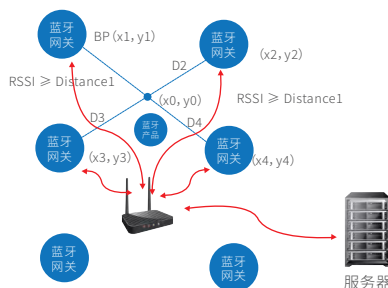 蓝牙
网关
BP (x1, y1)
蓝牙
网关
(x2, y2)
D2
RSSI ≥ Distance1
(x0, y0)
RSSI ≥ Distance1
D3
D4
蓝牙
产品
蓝牙
网关
(x3, y3)
蓝牙
网关
(x4, y4)
蓝牙
网关
蓝牙
网关
服务器